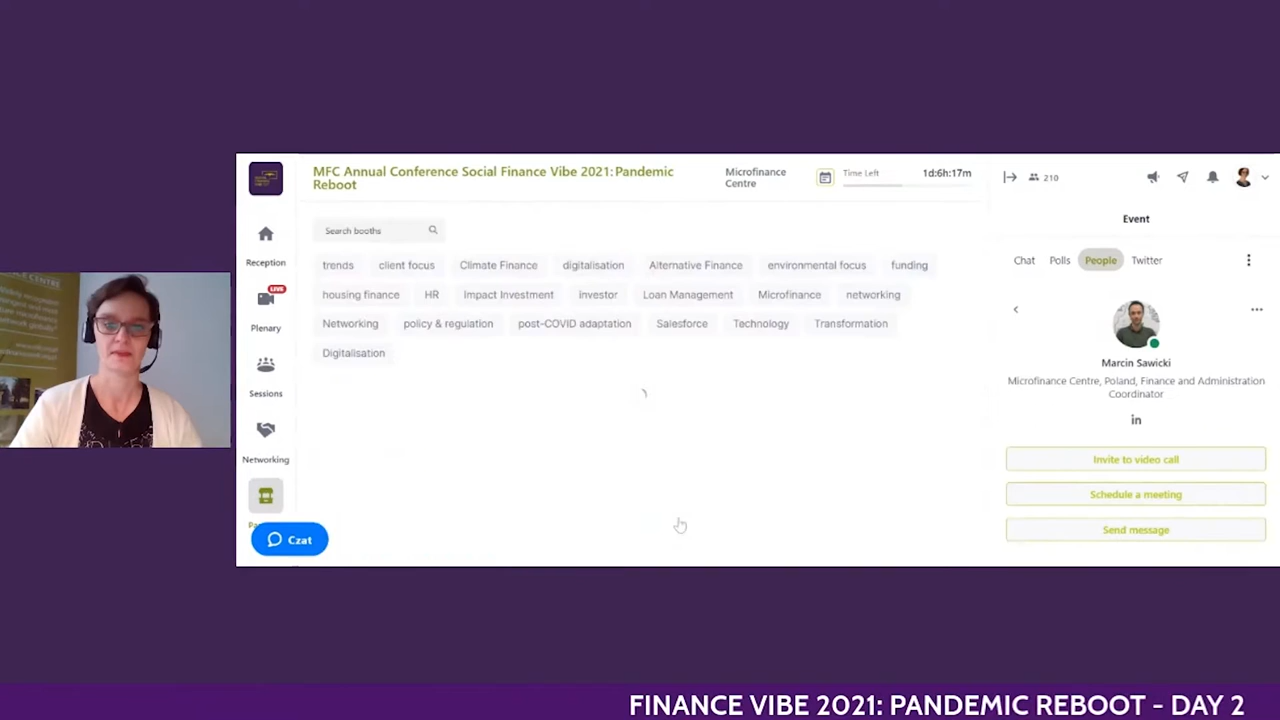 MFC Annual Conference Social Finance Vibe 2021: Pandemic
Reboot
Microfinance
Centre
Time Left
1d:6h:17m
210
Reception
LIVE
Plenary
Sessions
Networking
Czat
Search booths
trends
client focus
Climate Finance
digitalisation
Alternative Finance
environmental focus
funding
housing finance
HR
Impact Investment
investor
Loan Management
Microfinance
networking
Networking
policy & regulation
post-COVID adaptation
Salesforce
Technology
Transformation
Digitalisation
Event
Chat
Polls
People
Twitter
Marcin Sawicki
Microfinance Centre, Poland, Finance and Administration
Coordinator
in
Invite to video call
Schedule a meeting
Send message
FINANCE VIBE 2021: PANDEMIC REBOOT - DAY 2